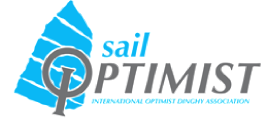 sail
OPTIMIST
INTERNATIONAL OPTIMIST DINGHY ASSOCIATION